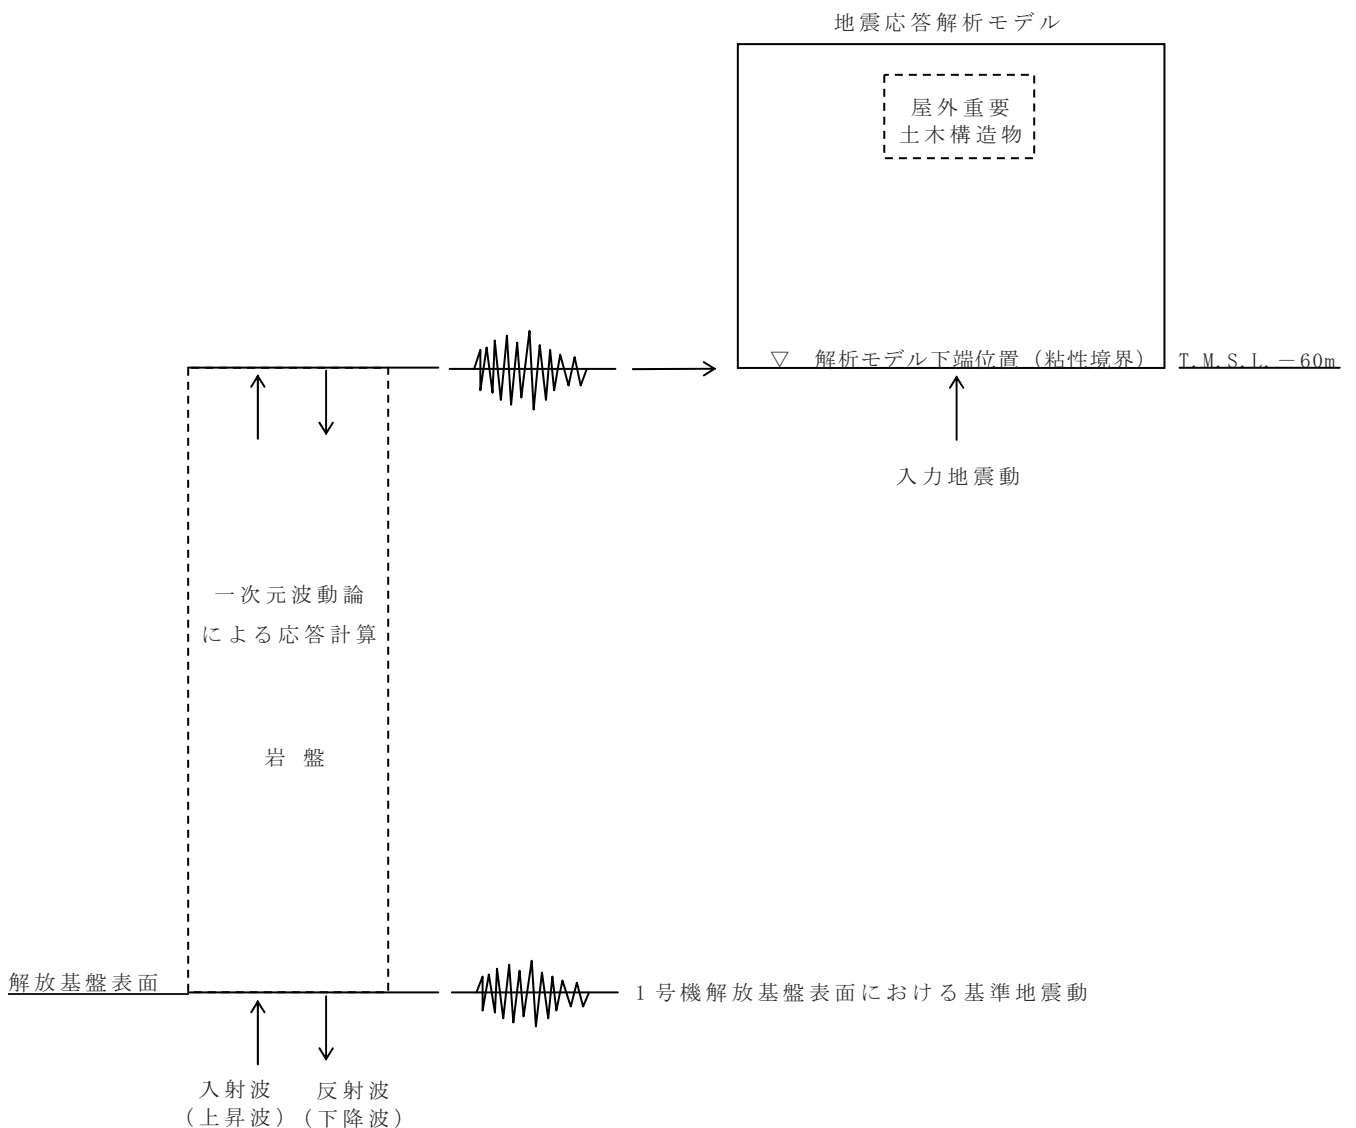 地震応答解析モデル
屋外重要
土木構造物
▽ 解析モデル下端位置（粘性境界）
T.M.S.L. －60m
入力地震動
一次元波動論
による応答計算
岩 盤
解放基盤表面
1号機解放基盤表面における基準地震動
入射波
（上昇波）
反射波
（下降波）